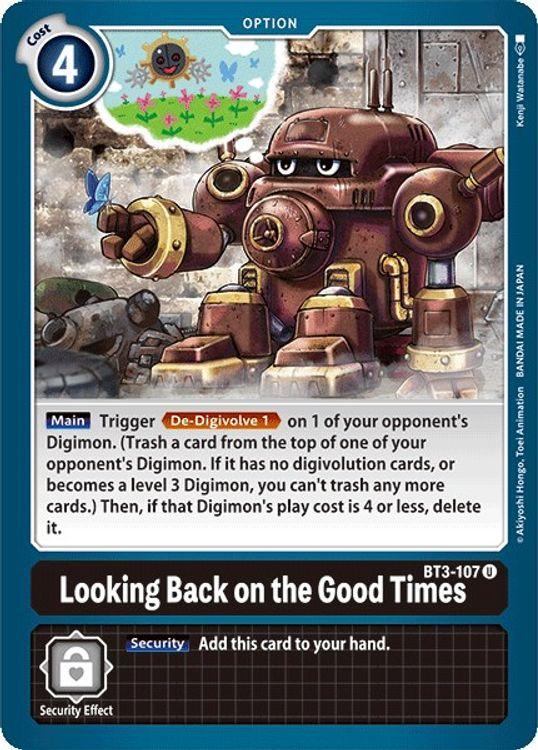 OPTION
Cost
4
Kenji Watanabe
Main Trigger De-Digivolve 1 on 1 of your opponent's
Digimon. (Trash a card from the top of one of your
opponent's Digimon. If it has no digivolution cards, or
becomes a level 3 Digimon, you can't trash any more
cards.) Then, if that Digimon's play cost is 4 or less, delete
it.
© Akiyoshi Hongo, Toei Animation BANDAI MADE IN JAPAN
BT3-107 U
Looking Back on the Good Times
Security Add this card to your hand.
Security Effect